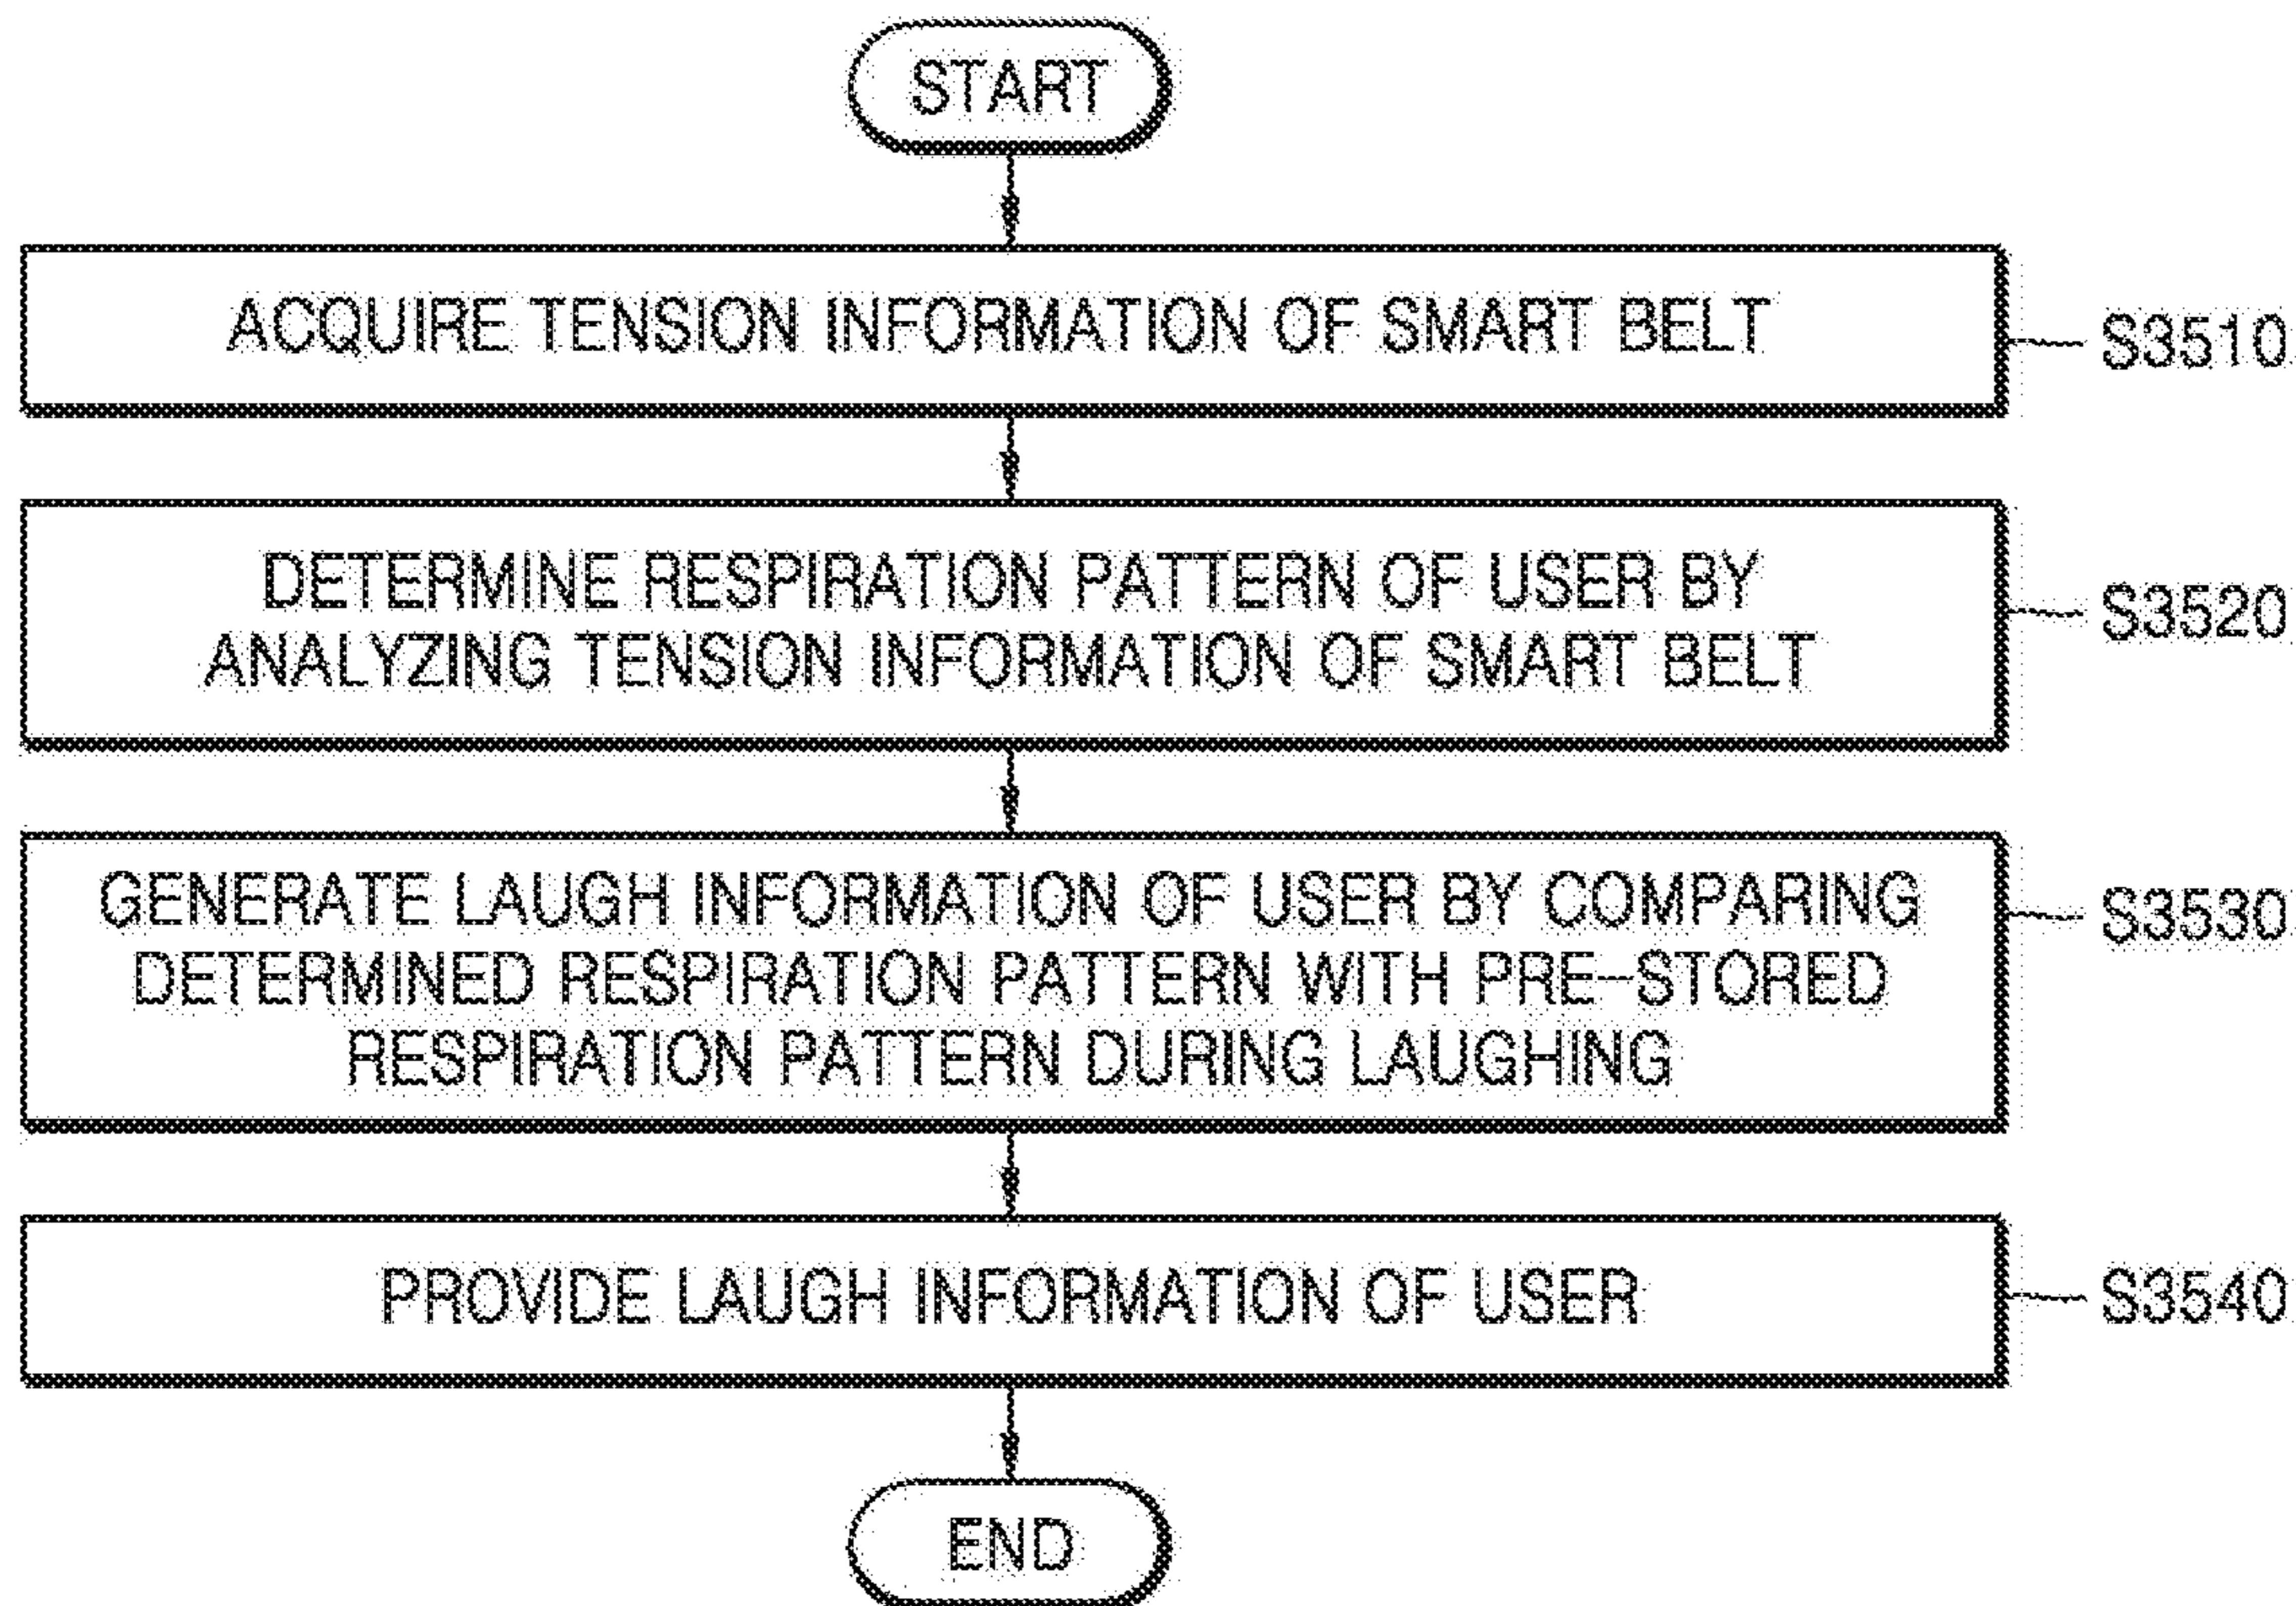 START
ACQUIRE TENSION INFORMATION OF SMART BELT
S3510
DETERMINE RESPIRATION PATTERN OF USER BY
ANALYZING TENSION INFORMATION OF SMART BELT
S3520
GENERATE LAUGH INFORMATION OF USER BY COMPARING
DETERMINED RESPIRATION PATTERN WITH PRE-STORED
RESPIRATION PATTERN DURING LAUGHING
S3530
PROVIDE LAUGH INFORMATION OF USER
S3540
END